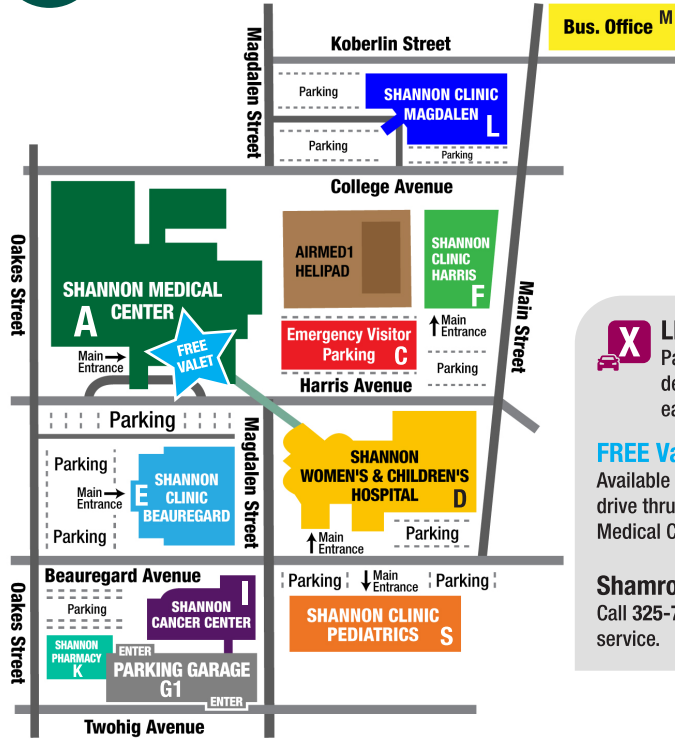 Bus. Office M
Koberlin Street
Magdalen Street
Parking
SHANNON CLINIC
MAGDALEN L
Parking
Parking
College Avenue
Oakes Street
SHANNON MEDICAL
CENTER
A
FREE
VALET
Main
Entrance
AIRMED1
HELIPAD
SHANNON
CLINIC
HARRIS
F
Main Street
Emergency Visitor
Parking C
Main
Entrance
Parking
Harris Avenue
Parking
Magdalen Street
Parking
Main
Entrance
Parking
E
SHANNON
CLINIC
BEAUREGARD
SHANNON
WOMEN'S & CHILDREN'S
HOSPITAL D
Main
Entrance
Parking
Beauregard Avenue
Oakes Street
Parking
I
SHANNON
CANCER CENTER
Parking
Main
Entrance
Parking
SHANNON CLINIC
PEDIATRICS S
SHANNON
PHARMACY
K
ENTER
PARKING GARAGE
G1
ENTER
Twohig Avenue
X
FREE Va
Available
drive thru
Medical C
Shamro
Call 325-7
service.